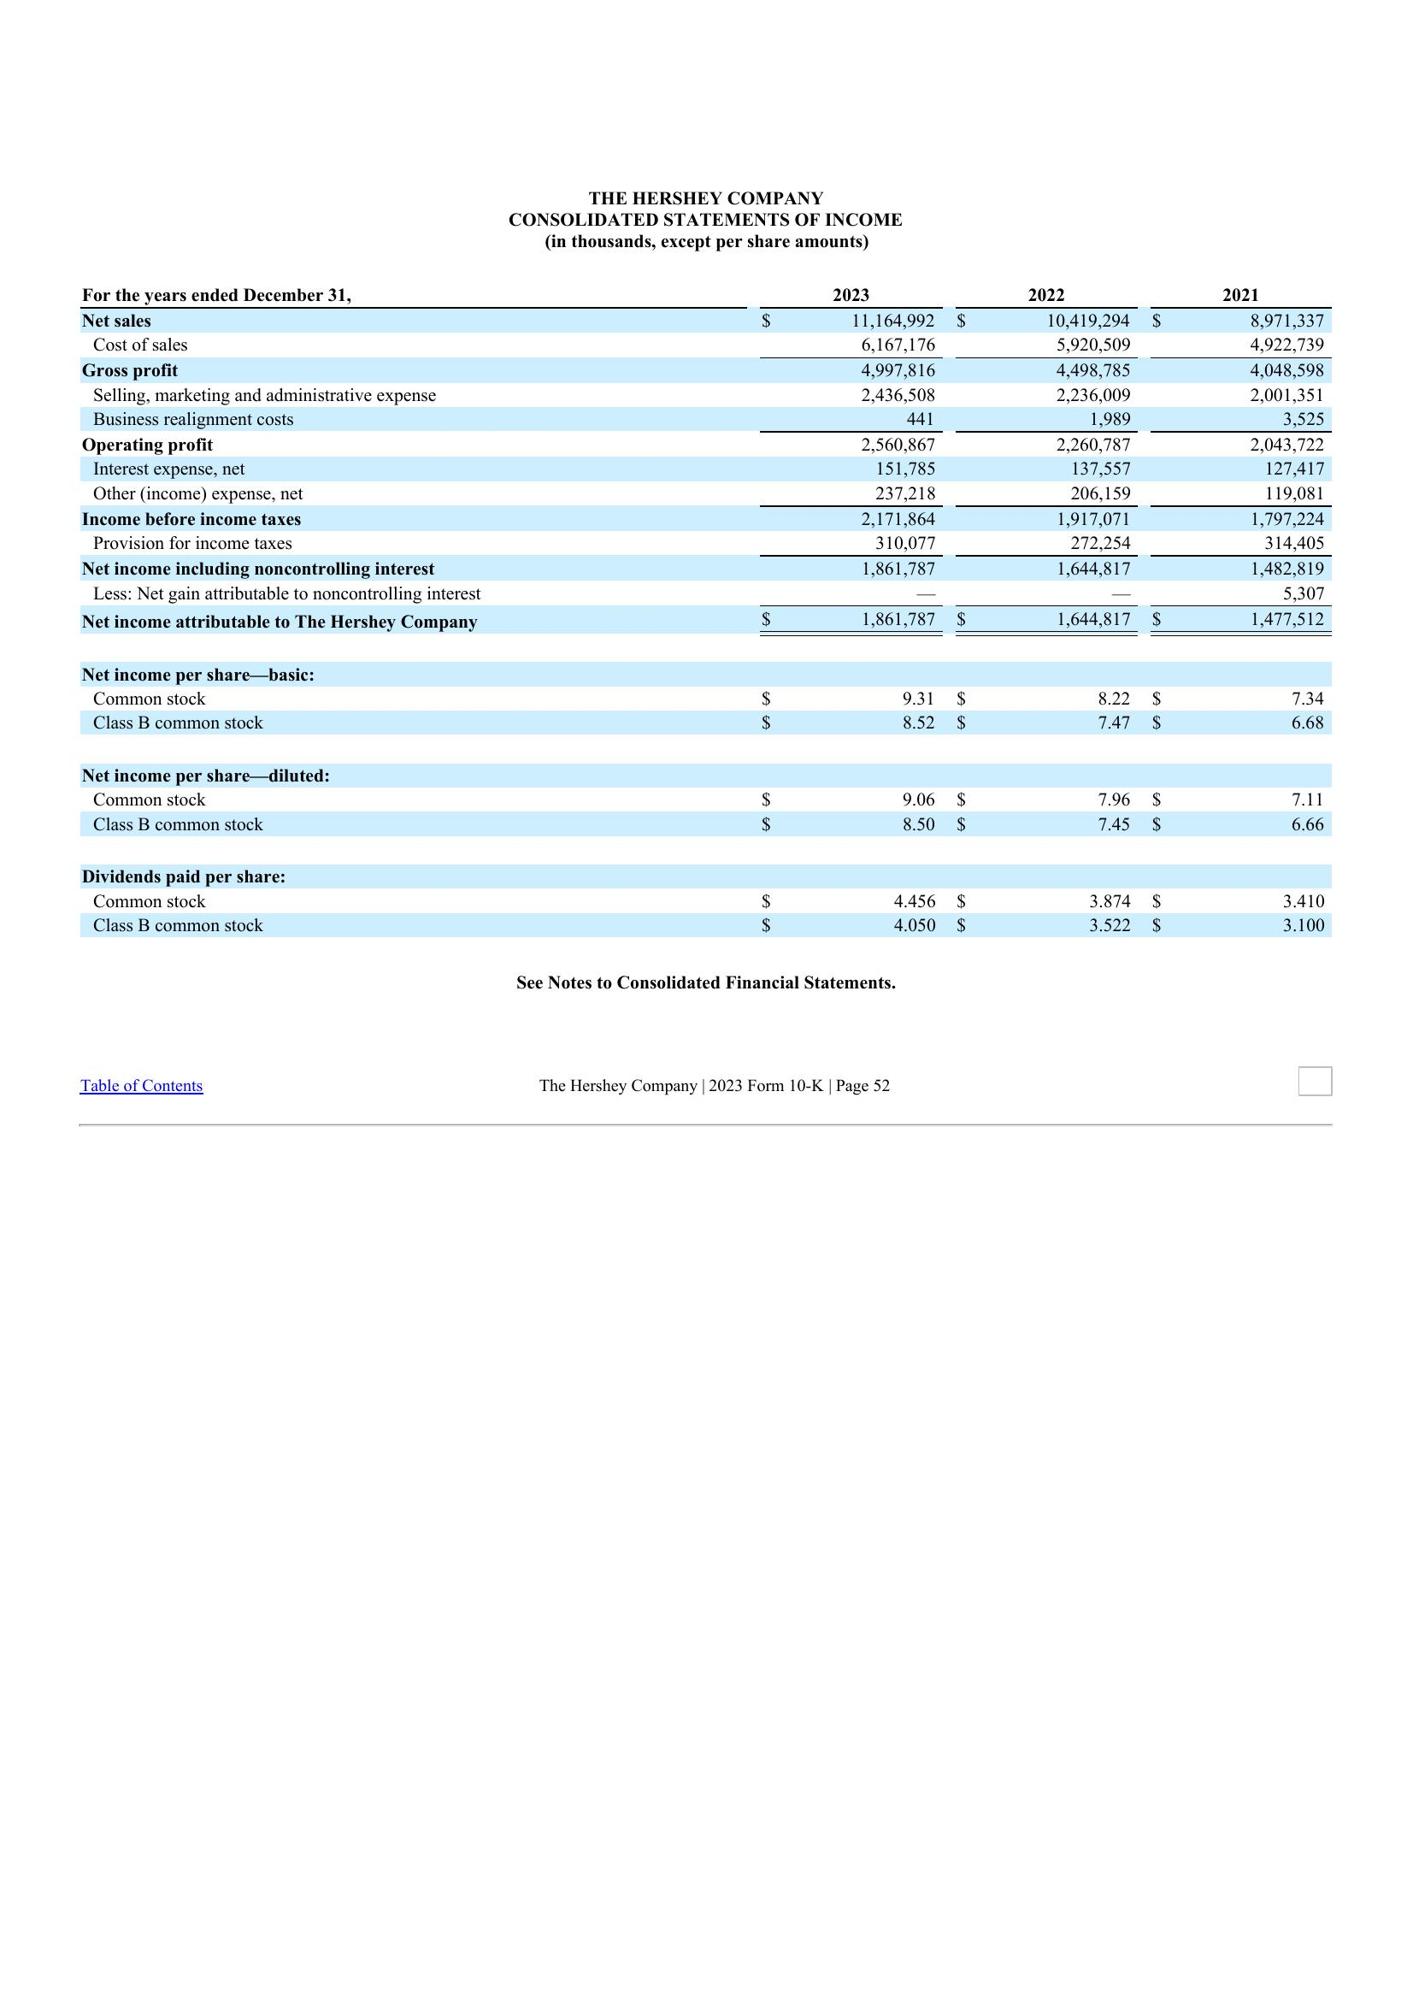 THE HERSHEY COMPANY
CONSOLIDATED STATEMENTS OF INCOME
(in thousands, except per share amounts)
For the years ended December 31, 2023 2022 2021
Net sales $ 11,164,992 $ 10,419,294 $ 8,971,337
Cost of sales 6,167,176 5,920,509 4,922,739
Gross profit 4,997,816 4,498,785 4,048,598
Selling, marketing and administrative expense 2,436,508 2,236,009 2,001,351
Business realignment costs 441 1,989 3,525
Operating profit 2,560,867 2,260,787 2,043,722
Interest expense, net 151,785 137,557 127,417
Other (income) expense, net 237,218 206,159 119,081
Income before income taxes 2,171,864 1,917,071 1,797,224
Provision for income taxes 310,077 272,254 314,405
Net income including noncontrolling interest 1,861,787 1,644,817 1,482,819
Less: Net gain attributable to noncontrolling interest — — 5,307
Net income attributable to The Hershey Company $ 1,861,787 $ 1,644,817 $ 1,477,512
Net income per share—basic:
Common stock $ 9.31 $ 8.22 $ 7.34
Class B common stock $ 8.52 $ 7.47 $ 6.68
Net income per share—diluted:
Common stock $ 9.06 $ 7.96 $ 7.11
Class B common stock $ 8.50 $ 7.45 $ 6.66
Dividends paid per share:
Common stock $ 4.456 $ 3.874 $ 3.410
Class B common stock $ 4.050 $ 3.522 $ 3.100
See Notes to Consolidated Financial Statements.
Table of Contents The Hershey Company | 2023 Form 10-K | Page 52